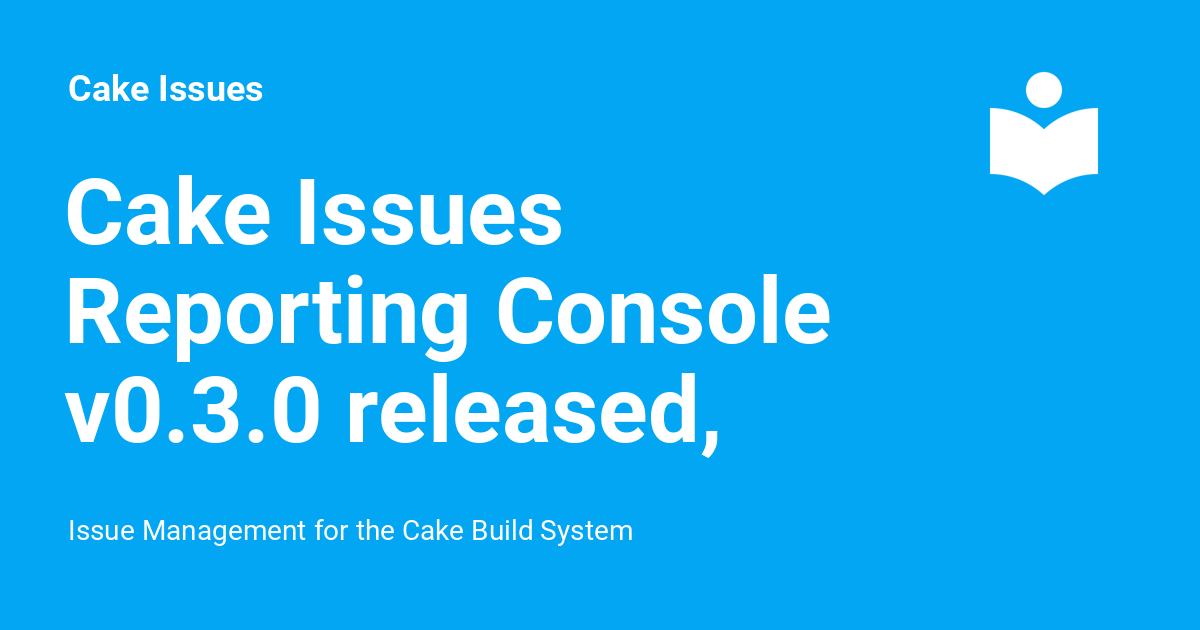 Cake Issues
Cake Issues
Reporting Console
v0.3.0 released,
Issue Management for the Cake Build System